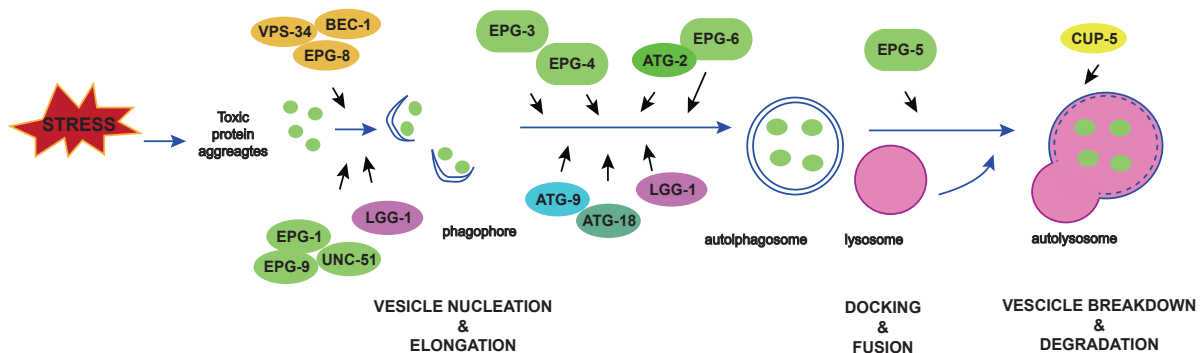 VPS-34
BEC-1
EPG-8
EPG-3
EPG-4
ATG-2
EPG-6
EPG-5
CUP-5
STRESS
Toxic
protein
aggreagtes
LGG-1
EPG-1
EPG-9
UNC-51
phagophore
ATG-9
ATG-18
LGG-1
autolphagosome
lysosome
autolysosome
VESICLE NUCLEATION
&
ELONGATION
DOCKING
&
FUSION
VESCICLE BREAKDOWN
&
DEGRADATION